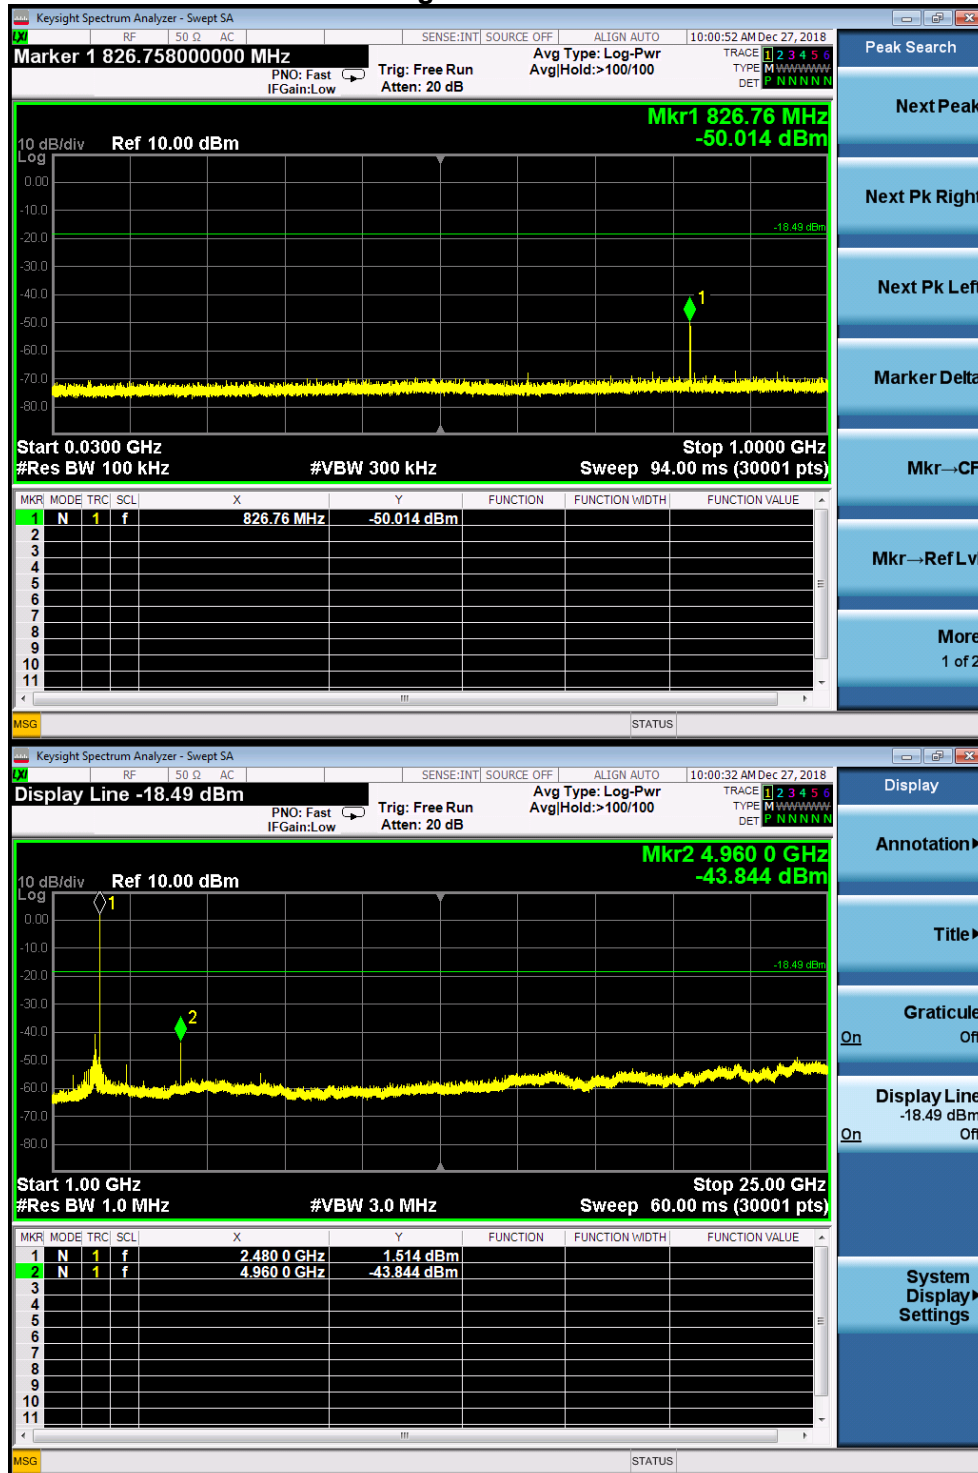 Keysight Spectrum Analyzer - Swept SA
LXI RF 50 Ω AC SENSE:INT SOURCE OFF ALIGN AUTO 10:00:52 AM Dec 27, 2018
Marker 1 826.758000000 MHz
PNO: Fast
IFGain:Low
Trig: Free Run
Atten: 20 dB
Avg Type: Log-Pwr
Avg|Hold:>100/100
TRACE 1 2 3 4 5 6
TYPE M WWWWW
DET P N N N N N
Mkr1 826.76 MHz
-50.014 dBm
10 dB/div Ref 10.00 dBm
Log
0.00
-10.0
-20.0
-30.0
-40.0
-50.0
-60.0
-70.0
-80.0
-18.49 dBm
1
Start 0.0300 GHz Stop 1.0000 GHz
#Res BW 100 kHz #VBW 300 kHz Sweep 94.00 ms (30001 pts)
MKR MODE TRC SCL X Y FUNCTION FUNCTION WIDTH FUNCTION VALUE
1 N 1 f 826.76 MHz -50.014 dBm
2
3
4
5
6
7
8
9
10
11
MSG STATUS
Peak Search
Next Peak
Next Pk Right
Next Pk Left
Marker Delta
Mkr→CF
Mkr→Ref Lvl
More
1 of 2
Keysight Spectrum Analyzer - Swept SA
LXI RF 50 Ω AC SENSE:INT SOURCE OFF ALIGN AUTO 10:00:32 AM Dec 27, 2018
Display Line -18.49 dBm
PNO: Fast
IFGain:Low
Trig: Free Run
Atten: 20 dB
Avg Type: Log-Pwr
Avg|Hold:>100/100
TRACE 1 2 3 4 5 6
TYPE M WWWWW
DET P N N N N N
Mkr2 4.960 0 GHz
-43.844 dBm
10 dB/div Ref 10.00 dBm
Log
0.00
-10.0
-20.0
-30.0
-40.0
-50.0
-60.0
-70.0
-80.0
-18.49 dBm
1
2
Start 1.00 GHz Stop 25.00 GHz
#Res BW 1.0 MHz #VBW 3.0 MHz Sweep 60.00 ms (30001 pts)
MKR MODE TRC SCL X Y FUNCTION FUNCTION WIDTH FUNCTION VALUE
1 N 1 f 2.480 0 GHz 1.514 dBm
2 N 1 f 4.960 0 GHz -43.844 dBm
3
4
5
6
7
8
9
10
11
MSG STATUS
Display
Annotation
Title
Graticule
On Off
Display Line
-18.49 dBm
On Off
System
Display
Settings